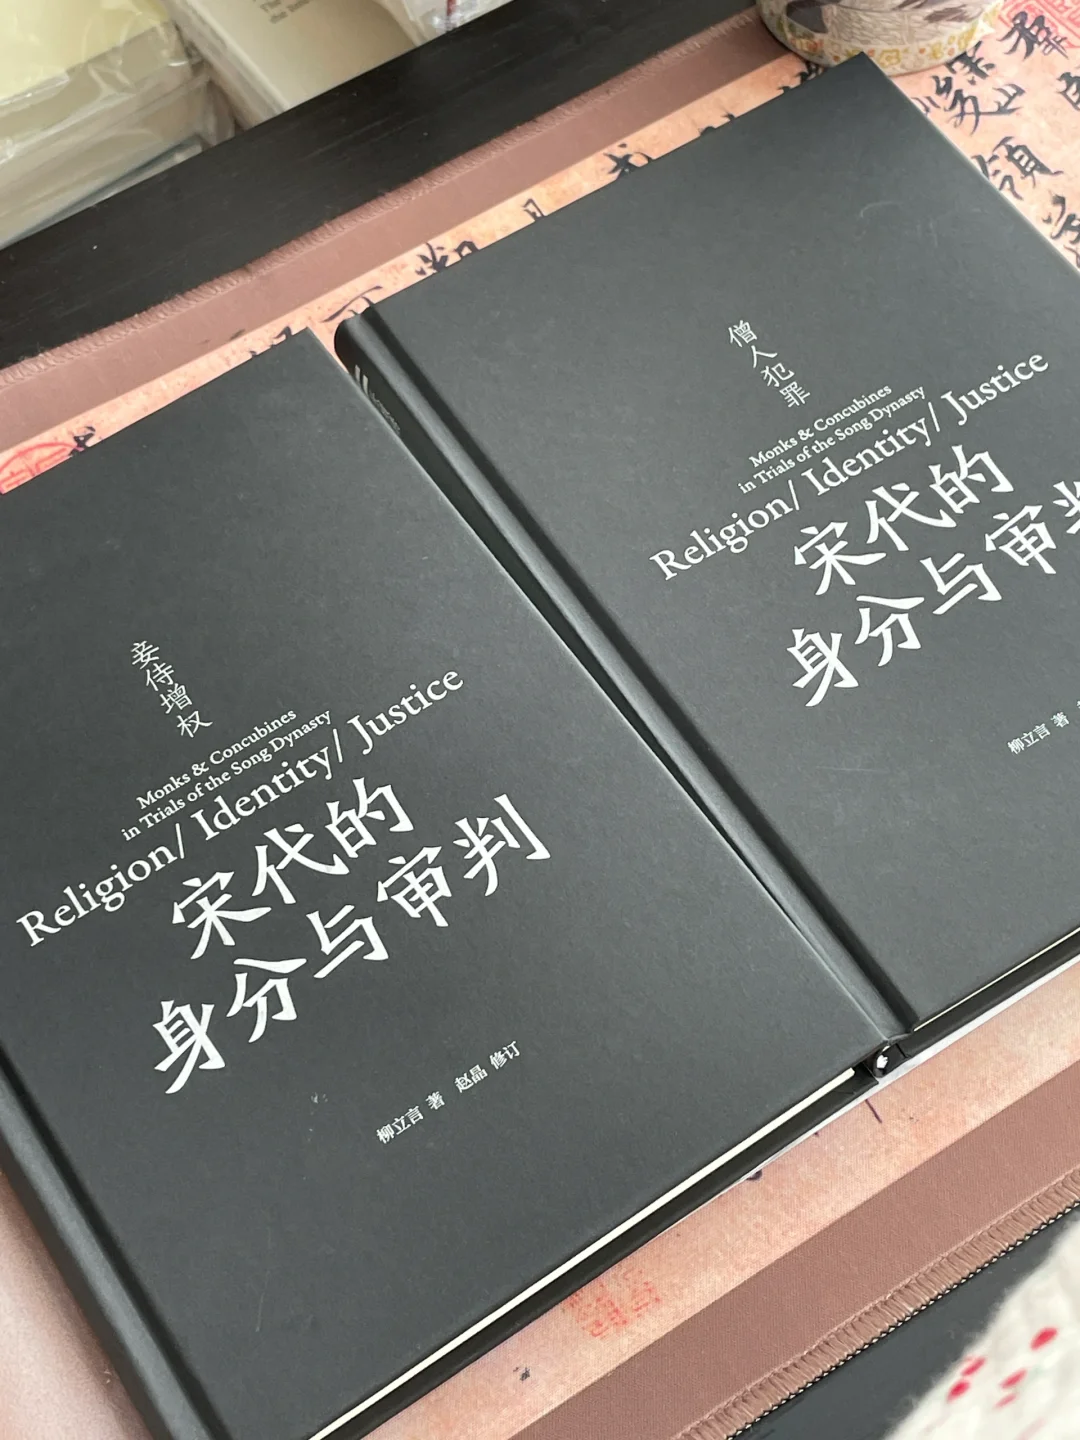 妾侍增权
Monks & Concubines
in Trials of the Song Dynasty
Religion/ Identity/ Justice
宋代的
身分与审判
柳立言 著 赵晶 修订
僧人犯罪
Monks & Concubines
in Trials of the Song Dynasty
Religion/ Identity/ Justice
宋代的
身分与审判
柳立言 著